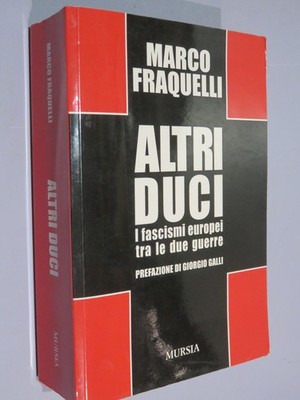 MARCO
FRAQUELLI
ALTRI
DUCI
I fascismi europei
tra le due guerre
PREFAZIONE DI GIORGIO GALLI
MURSIA
MARCO FRAQUELLI
ALTRI DUCI
MURSIA